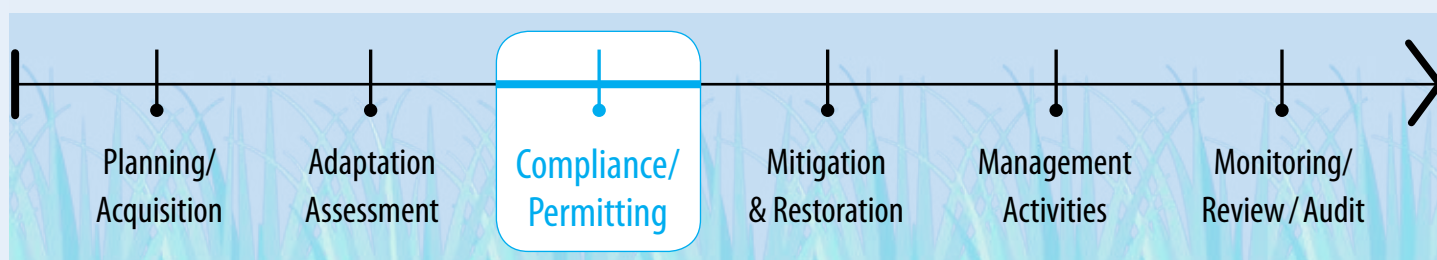 Planning/
Acquisition
Adaptation
Assessment
Compliance/
Permitting
Mitigation
& Restoration
Management
Activities
Monitoring/
Review / Audit